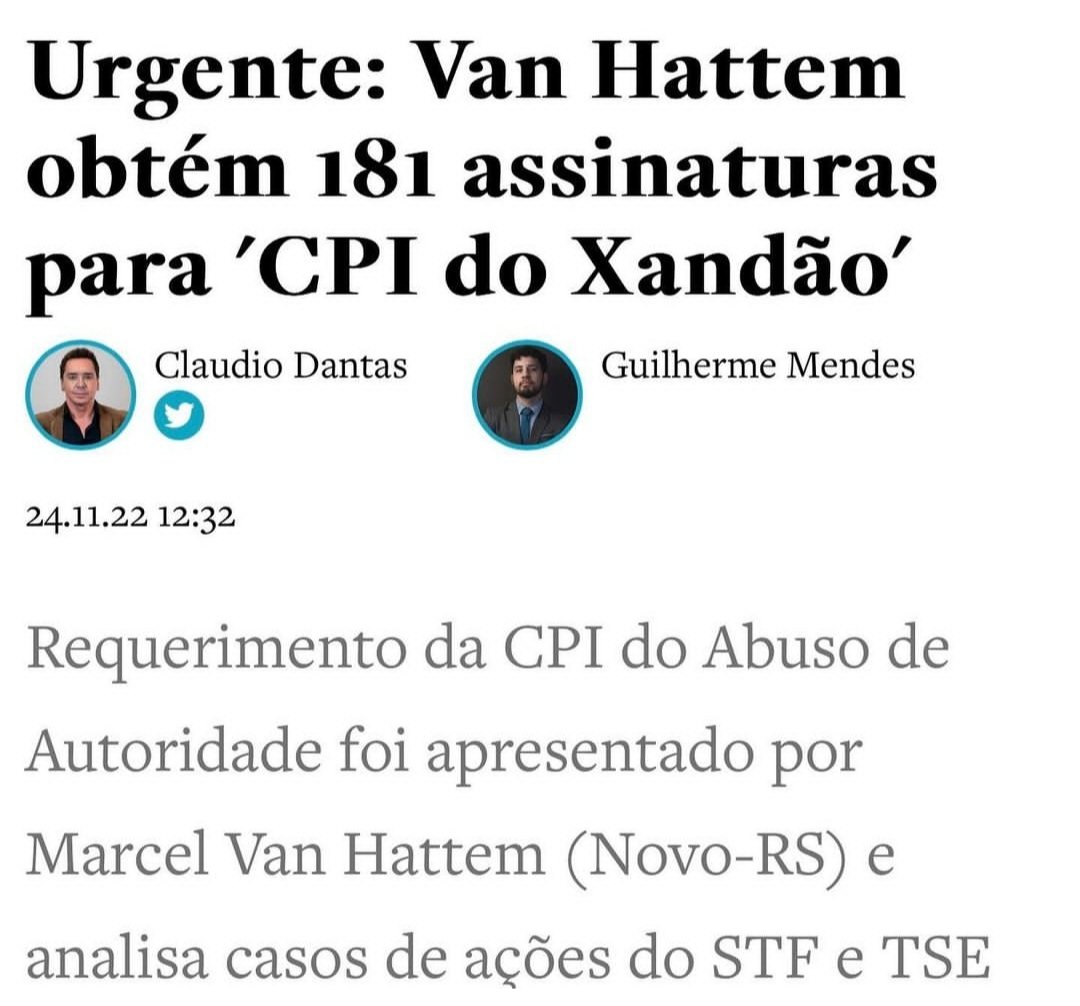 Urgente: Van Hattem
obtém 181 assinaturas
para 'CPI do Xandão'
Claudio Dantas
Guilherme Mendes
24.11.22 12:32
Requerimento da CPI do Abuso de
Autoridade foi apresentado por
Marcel Van Hattem (Novo-RS) e
analisa casos de ações do STF e TSE